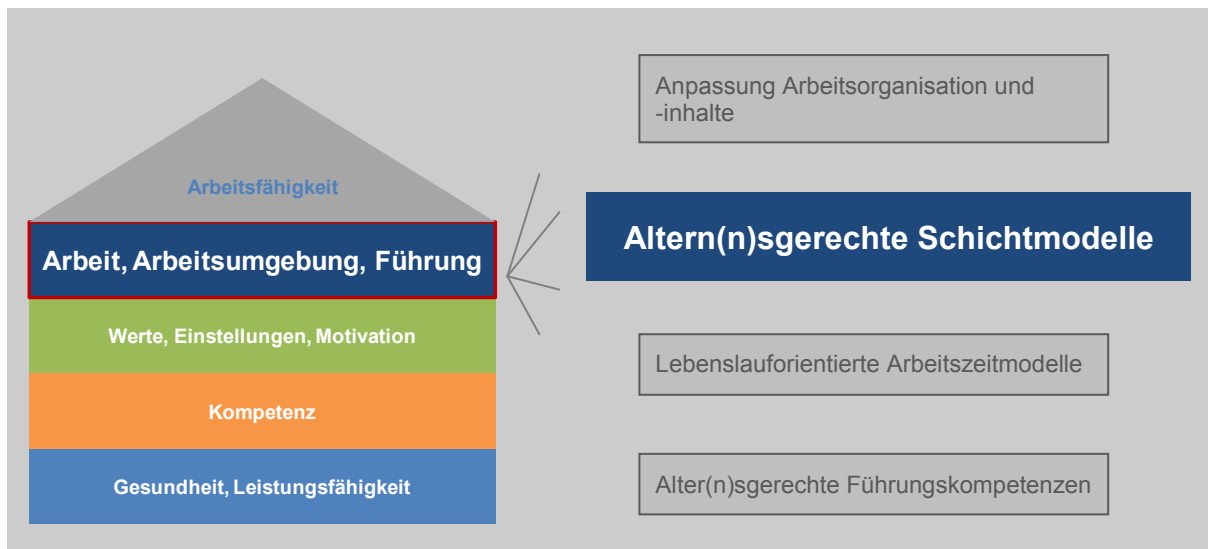 Arbeitsfähigkeit
Arbeit, Arbeitsumgebung, Führung
Werte, Einstellungen, Motivation
Kompetenz
Gesundheit, Leistungsfähigkeit
Anpassung Arbeitsorganisation und
-inhalte
Altern(n)sgerechte Schichtmodelle
Lebenslauforientierte Arbeitszeitmodelle
Alter(n)sgerechte Führungskompetenzen